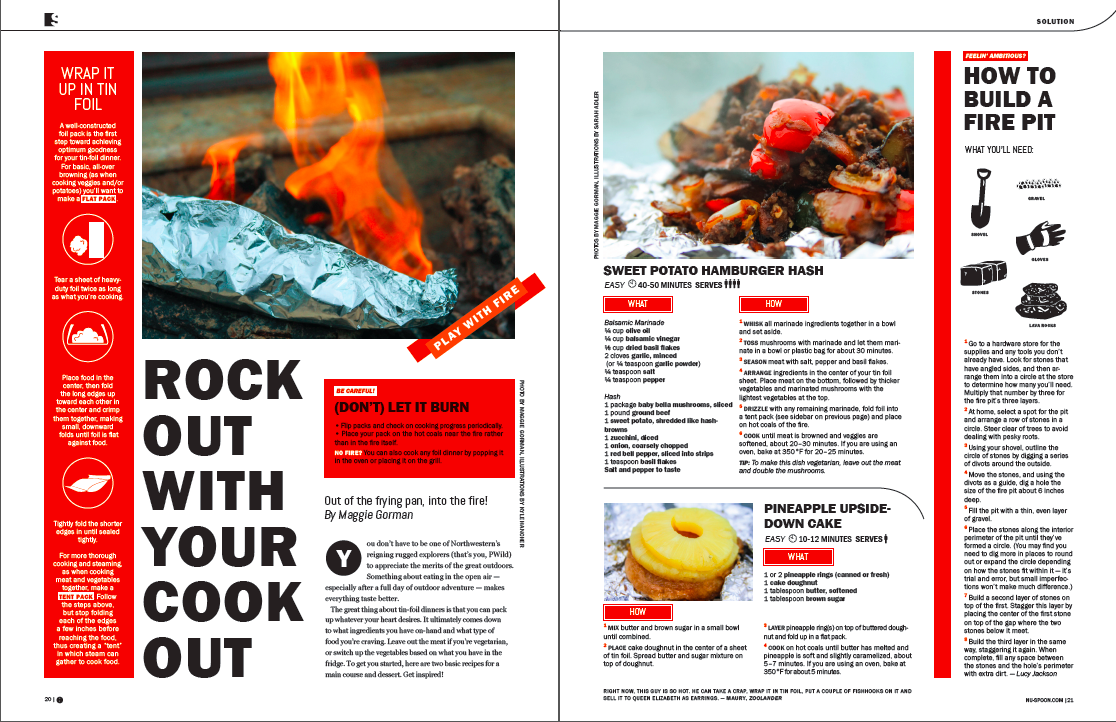 S
SOLUTION
WRAP IT
UP IN TIN
FOIL
A well-constructed
foil pack is the first
step toward achieving
optimum goodness
for your tin-foil dinner.
For basic, all-over
browning (as when
cooking veggies and/or
potatoes) you'll want to
make a FLAT PACK.
Tear a sheet of heavy-
duty foil twice as long
as what you're cooking.
Place food in the
center, then fold
the long edges up
toward each other in
the center and crimp
them together, making
small, downward
folds until foil is flat
against food.
Tightly fold the shorter
edges in until sealed
tightly.
For more thorough
cooking and steaming,
as when cooking
meat and vegetables
together, make a
TENT PACK. Follow
the steps above,
but stop folding
each of the edges
a few inches before
reaching the food,
thus creating a "tent"
in which steam can
gather to cook food.
20 |
PLAY WITH FIRE
ROCK
OUT
WITH
YOUR
COOK
OUT
BE CAREFUL!
(DON'T) LET IT BURN
• Flip packs and check on cooking progress periodically.
• Place your pack on the hot coals near the fire rather
than in the fire itself.
NO FIRE? You can also cook any foil dinner by popping it
in the oven or placing it on the grill.
Out of the frying pan, into the fire!
By Maggie Gorman
You don't have to be one of Northwestern's
reigning rugged explorers (that's you, PWild)
to appreciate the merits of the great outdoors.
Something about eating in the open air —
especially after a full day of outdoor adventure — makes
everything taste better.
The great thing about tin-foil dinners is that you can pack
up whatever your heart desires. It ultimately comes down
to what ingredients you have on-hand and what type of
food you're craving. Leave out the meat if you're vegetarian,
or switch up the vegetables based on what you have in the
fridge. To get you started, here are two basic recipes for a
main course and dessert. Get inspired!
PHOTO BY MAGGIE GORMAN, ILLUSTRATIONS BY
PHOTOS BY MAGGIE GORMAN, ILLUSTRATIONS BY SARAH ADLER
SWEET POTATO HAMBURGER HASH
EASY 40-50 MINUTES SERVES
WHAT
Balsamic Marinade
¼ cup olive oil
¼ cup balsamic vinegar
cup dried basil flakes
2 cloves garlic, minced
(or ¼ teaspoon garlic powder)
¼ teaspoon salt
¼ teaspoon pepper
Hash
1 package baby bella mushrooms, sliced
1 pound ground beef
1 sweet potato, shredded like hash-
browns
1 zucchini, diced
1 onion, coarsely chopped
1 red bell pepper, sliced into strips
1 teaspoon basil flakes
Salt and pepper to taste
HOW
1 WHISK all marinade ingredients together in a bowl
and set aside.
2 TOSS mushrooms with marinade and let them mari-
nate in a bowl or plastic bag for about 30 minutes.
3 SEASON meat with salt, pepper and basil flakes.
4 ARRANGE ingredients in the center of your tin foil
sheet. Place meat on the bottom, followed by thicker
vegetables and marinated mushrooms with the
lightest vegetables at the top.
5 DRIZZLE with any remaining marinade, fold foil into
a tent pack (see sidebar on previous page) and place
on hot coals of the fire.
6 COOK until meat is browned and veggies are
softened, about 20–30 minutes. If you are using an
oven, bake at 350°F for 20–25 minutes.
TIP: To make this dish vegetarian, leave out the meat
and double the mushrooms.
PINEAPPLE UPSIDE-
DOWN CAKE
EASY 10-12 MINUTES SERVES
WHAT
1 or 2 pineapple rings (canned or fresh)
1 cake doughnut
1 tablespoon butter, softened
1 tablespoon brown sugar
HOW
1 MIX butter and brown sugar in a small bowl
until combined.
2 PLACE cake doughnut in the center of a sheet
of tin foil. Spread butter and sugar mixture on
top of doughnut.
3 LAYER pineapple ring(s) on top of buttered dough-
nut and fold up in a flat pack.
4 COOK on hot coals until butter has melted and
pineapple is soft and slightly caramelized, about
5–7 minutes. If you are using an oven, bake at
350°F for about 5 minutes.
RIGHT NOW, THIS GUY IS SO HOT. HE CAN TAKE A CRAP, WRAP IT IN TIN FOIL, PUT A COUPLE OF FISHHOOKS ON IT AND
SELL IT TO QUEEN ELIZABETH AS EARRINGS. — MAURY, ZOOLANDER
FEELIN' AMBITIOUS?
HOW TO
BUILD A
FIRE PIT
WHAT YOU'LL NEED:
SHOVEL
GRAVEL
GLOVES
STONES
LAVA ROCKS
1 Go to a hardware store for the
supplies and any tools you don't
already have. Look for stones that
have angled sides, and then ar-
range them into a circle at the store
to determine how many you'll need.
Multiply that number by three for
the fire pit's three layers.
2 At home, select a spot for the pit
and arrange a row of stones in a
circle. Steer clear of trees to avoid
dealing with pesky roots.
3 Using your shovel, outline the
circle of stones by digging a series
of divots around the outside.
4 Move the stones, and using the
divots as a guide, dig a hole the
size of the fire pit about 6 inches
deep.
5 Fill the pit with a thin, even layer
of gravel.
6 Place the stones along the interior
perimeter of the pit until they've
formed a circle. (You may find you
need to dig more in places to round
out or expand the circle depending
on how the stones fit within it — it's
trial and error, but small imperfec-
tions won't make much difference.)
7 Build a second layer of stones on
top of the first. Stagger this layer by
placing the center of the first stone
on top of the gap where the two
stones below it meet.
8 Build the third layer in the same
way, staggering it again. When
complete, fill any space between
the stones and the hole's perimeter
with extra dirt. — Lucy Jackson
NU-SPOON.COM | 21